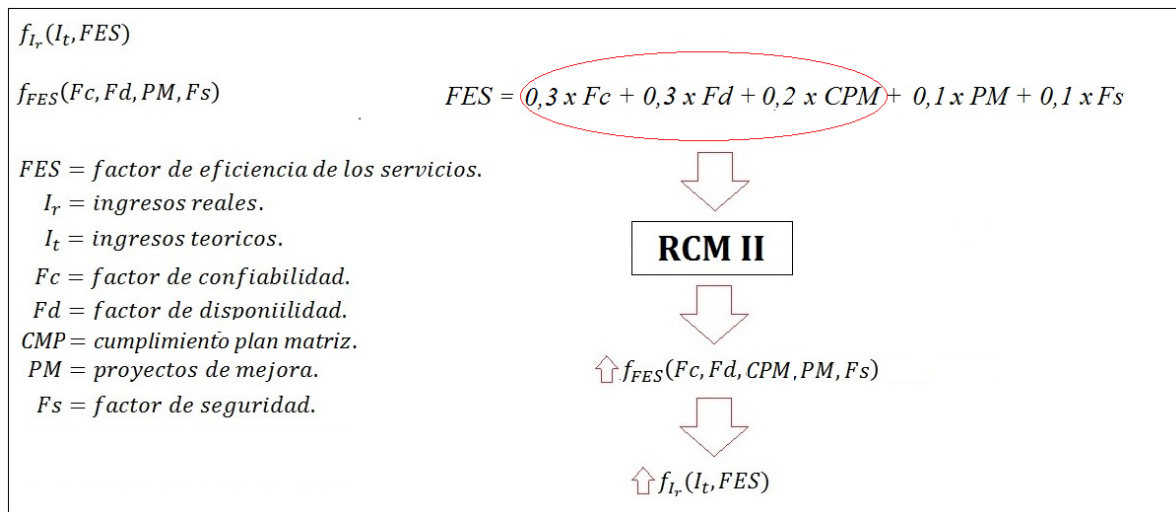 f_{I_r}(I_t, FES)
f_{FES}(Fc, Fd, PM, Fs)
FES = 0,3 x Fc + 0,3 x Fd + 0,2 x CPM + 0,1 x PM + 0,1 x Fs
FES = factor de eficiencia de los servicios.
I_r = ingresos reales.
I_t = ingresos teoricos.
Fc = factor de confiabilidad.
Fd = factor de disponiilidad.
CMP = cumplimiento plan matriz.
PM = proyectos de mejora.
Fs = factor de seguridad.
RCM II
f_{FES}(Fc, Fd, CPM, PM, Fs)
f_{I_r}(I_t, FES)